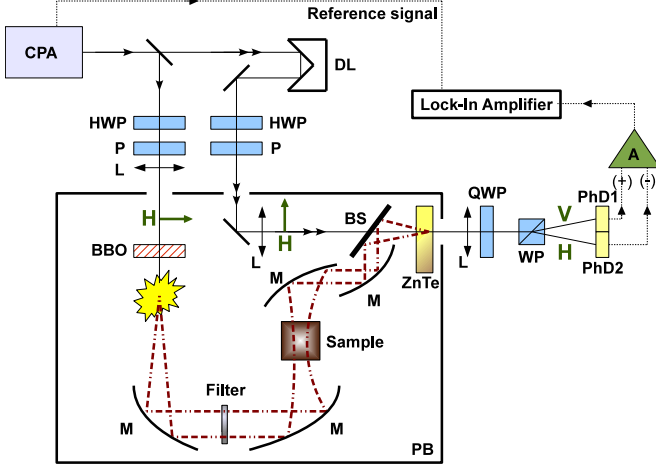 Reference signal
CPA
DL
HWP
HWP
P
P
L
Lock-In Amplifier
A
(+)
(-)
H
H
BS
QWP
PhD1
V
BBO
L
L
WP
H
PhD2
ZnTe
M
M
Sample
Filter
M
M
PB